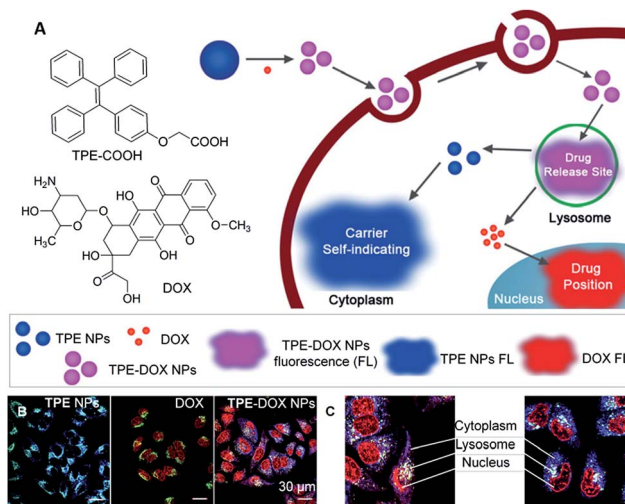 A
COOH
O
TPE-COOH
H₂N
HO
CH₃
O
O
O
OH
O
OH
O
OH
HO
O
OCH₃
OH
DOX
Drug
Release Site
Lysosome
Carrier
Self-indicating
Cytoplasm
Drug
Position
Nucleus
TPE NPs
DOX
TPE-DOX NPs
TPE-DOX NPs
fluorescence (FL)
TPE NPs FL
DOX FL
B
TPE NPs
DOX
TPE-DOX NPs
30 μm
C
Cytoplasm
Lysosome
Nucleus